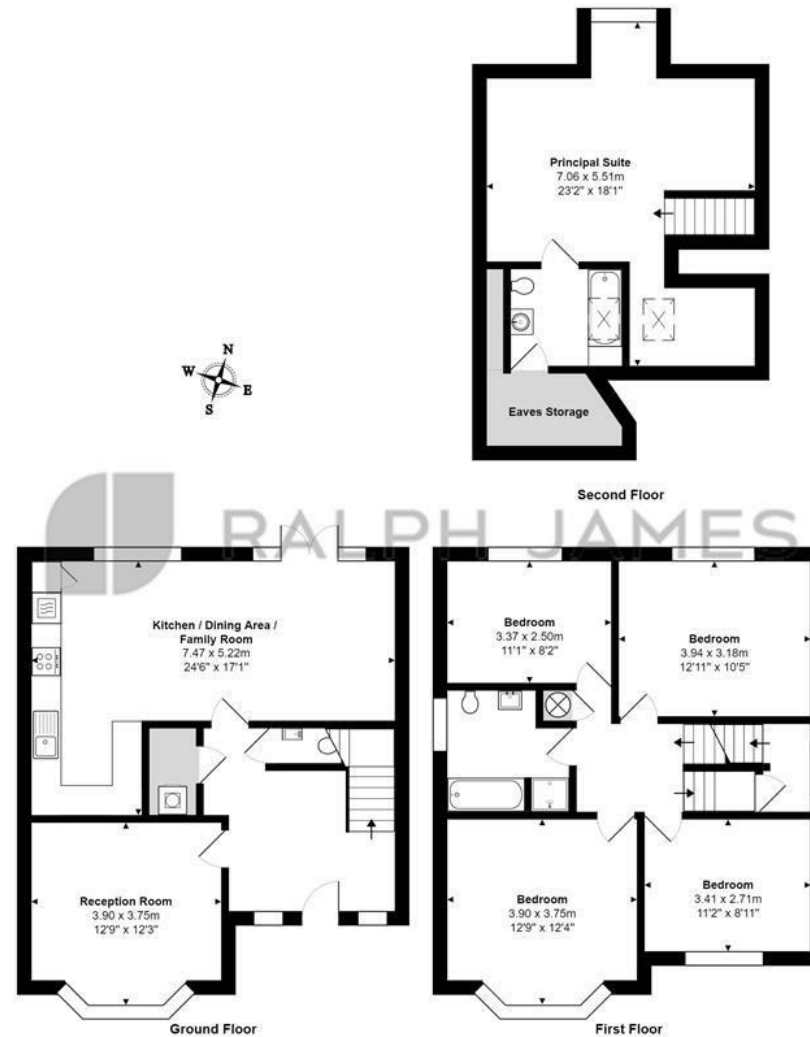 Principal Suite
7.06 x 5.51m
23'2" x 18'1"
N
W
E
S
Eaves Storage
Second Floor
RALPH JAMES
Kitchen / Dining Area /
Family Room
7.47 x 5.22m
24'6" x 17'1"
Bedroom
3.37 x 2.50m
11'1" x 8'2"
Bedroom
3.94 x 3.18m
12'11" x 10'5"
Reception Room
3.90 x 3.75m
12'9" x 12'3"
Bedroom
3.90 x 3.75m
12'9" x 12'4"
Bedroom
3.41 x 2.71m
11'2" x 8'11"
Ground Floor
First Floor